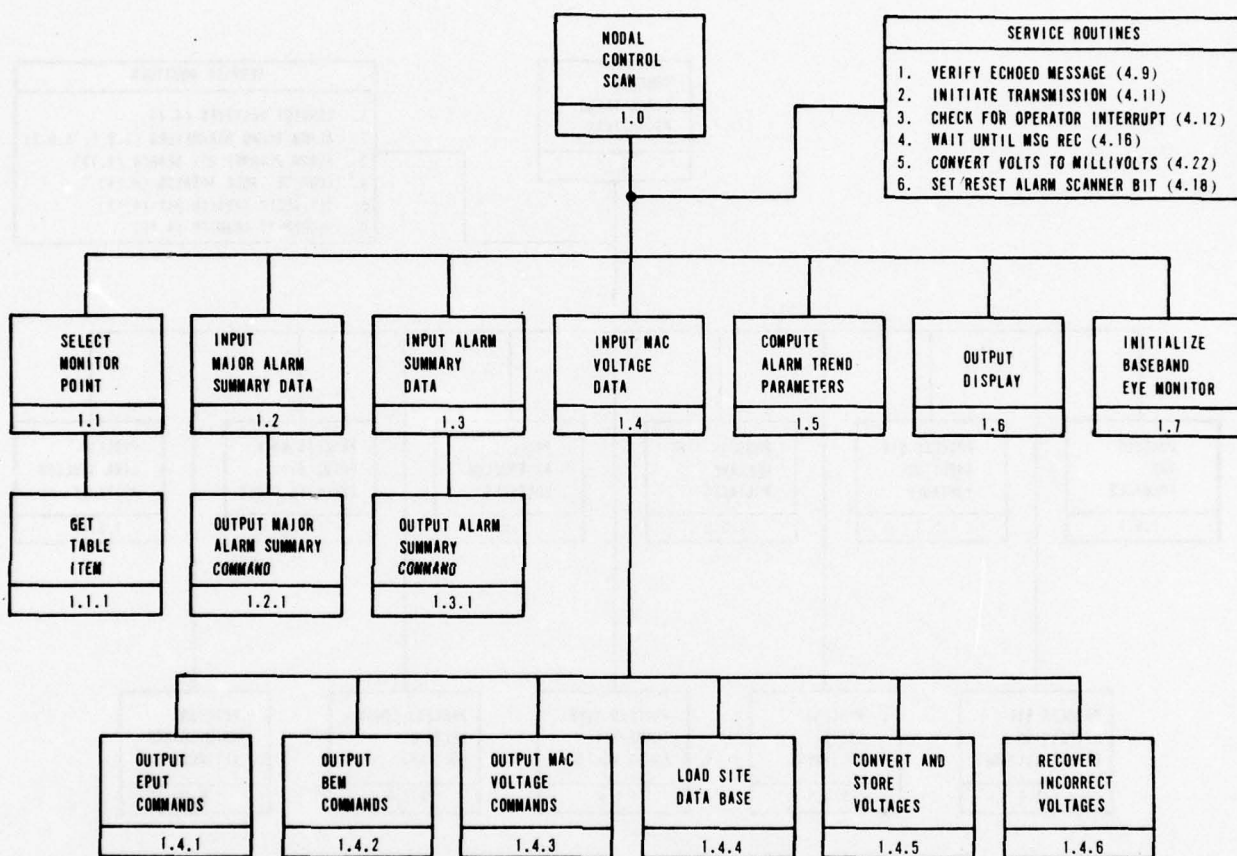 NODAL
CONTROL
SCAN
1.0
SERVICE ROUTINES
1. VERIFY ECHOED MESSAGE (4.9)
2. INITIATE TRANSMISSION (4.11)
3. CHECK FOR OPERATOR INTERRUPT (4.12)
4. WAIT UNTIL MSG REC (4.16)
5. CONVERT VOLTS TO MILLIVOLTS (4.22)
6. SET/RESET ALARM SCANNER BIT (4.18)
SELECT
MONITOR
POINT
1.1
INPUT
MAJOR ALARM
SUMMARY DATA
1.2
INPUT ALARM
SUMMARY
DATA
1.3
INPUT MAC
VOLTAGE
DATA
1.4
COMPUTE
ALARM TREND
PARAMETERS
1.5
OUTPUT
DISPLAY
1.6
INITIALIZE
BASEBAND
EYE MONITOR
1.7
GET
TABLE
ITEM
1.1.1
OUTPUT MAJOR
ALARM SUMMARY
COMMAND
1.2.1
OUTPUT ALARM
SUMMARY
COMMAND
1.3.1
OUTPUT
EPUT
COMMANDS
1.4.1
OUTPUT
BEM
COMMANDS
1.4.2
OUTPUT MAC
VOLTAGE
COMMANDS
1.4.3
LOAD SITE
DATA BASE
1.4.4
CONVERT AND
STORE
VOLTAGES
1.4.5
RECOVER
INCORRECT
VOLTAGES
1.4.6